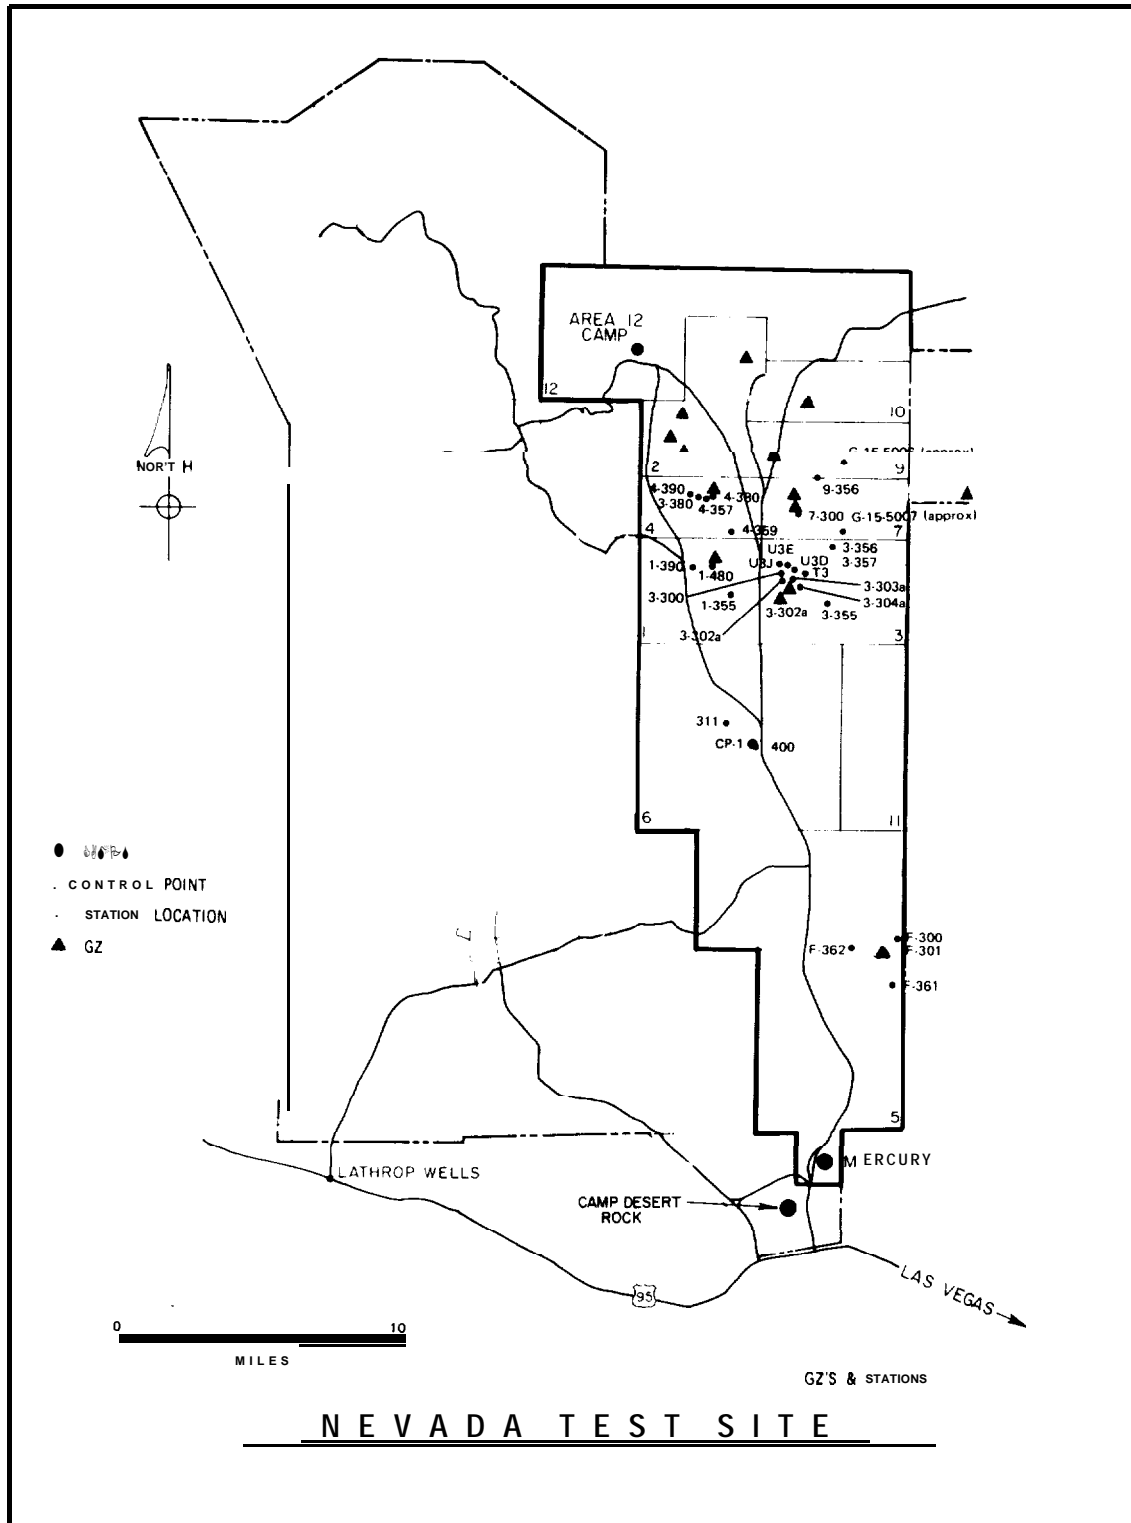 AREA 12
CAMP
12
10
NOR'T H
G-15-5006 (approx)
2
9
9-356
4-390
4-380
3-380
4-357
7-300
G-15-5007 (approx)
4
4-359
7
U3E
3-356
U3J
U3D
3-357
1-390
1-480
T3
3-303a
3-300
1-355
3-302a
3-304a
3-355
3-302a
1
3
311
CP-1
400
6
11
CONTROL POINT
STATION LOCATION
GZ
F-300
F-362
F-301
F-361
5
MERCURY
LATHROP WELLS
CAMP DESERT
ROCK
LAS VEGAS
95
0
10
MILES
GZ'S & STATIONS
NEVADA TEST SITE